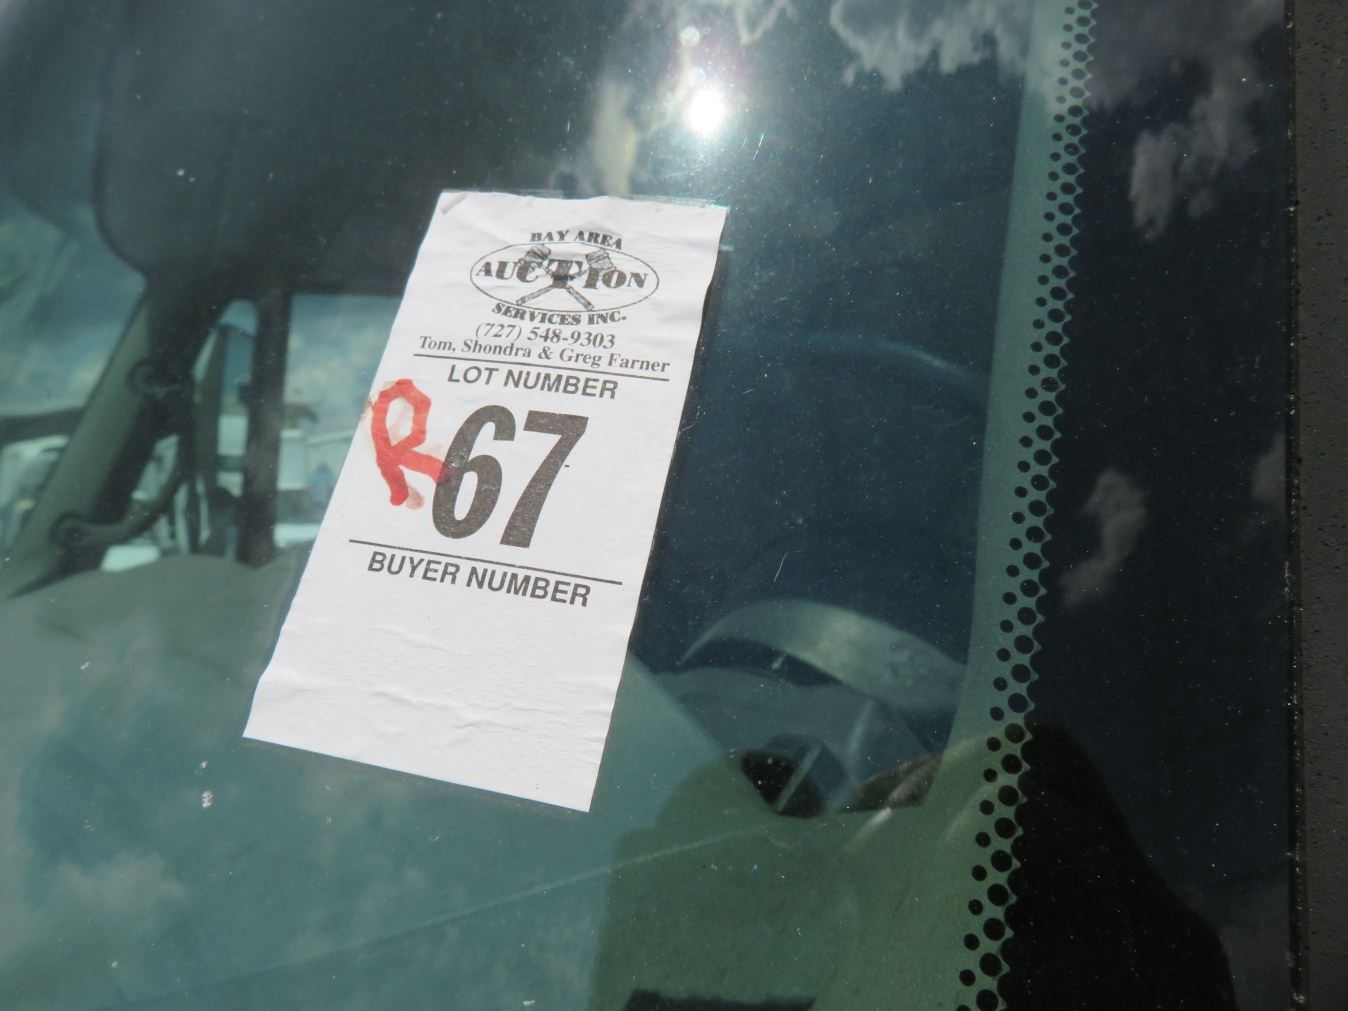 BAY AREA
AUCTION
SERVICES INC.
(727) 548-9303
Tom, Shondra & Greg Farner
LOT NUMBER
R67
BUYER NUMBER